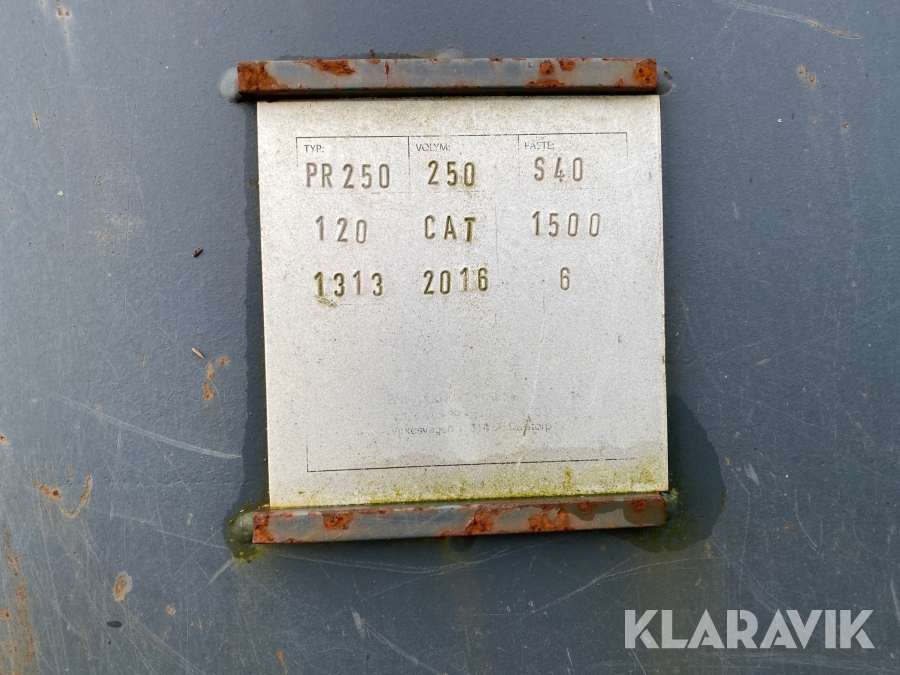 TYP: VOLYM: FÄSTE:
PR250 250 S40
120 CAT 1500
1313 2016 6
KLARAVIK